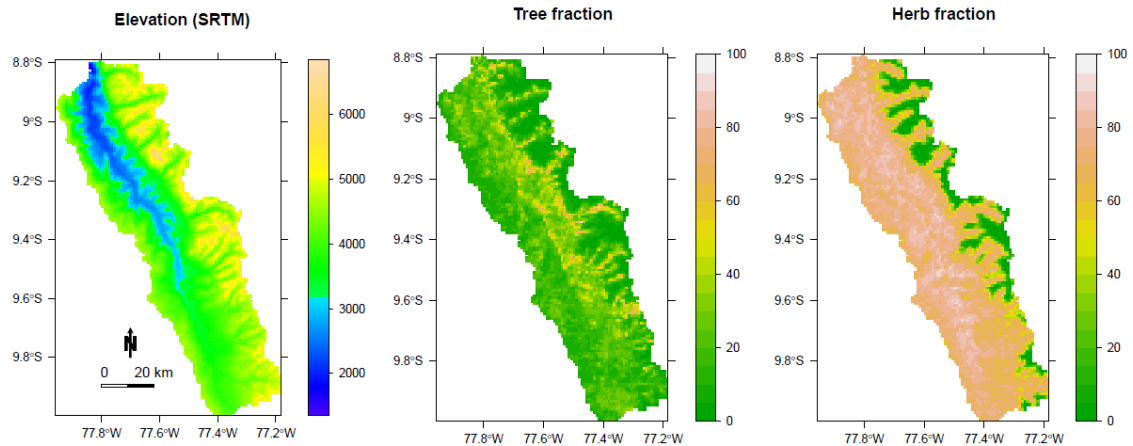 Elevation (SRTM)
8.8°S
9°S
9.2°S
9.4°S
9.6°S
9.8°S
N
0 20 km
77.8°W 77.6°W 77.4°W 77.2°W
6000
5000
4000
3000
2000
Tree fraction
8.8°S
9°S
9.2°S
9.4°S
9.6°S
9.8°S
77.8°W 77.6°W 77.4°W 77.2°W
100
80
60
40
20
0
Herb fraction
8.8°S
9°S
9.2°S
9.4°S
9.6°S
9.8°S
77.8°W 77.6°W 77.4°W 77.2°W
100
80
60
40
20
0